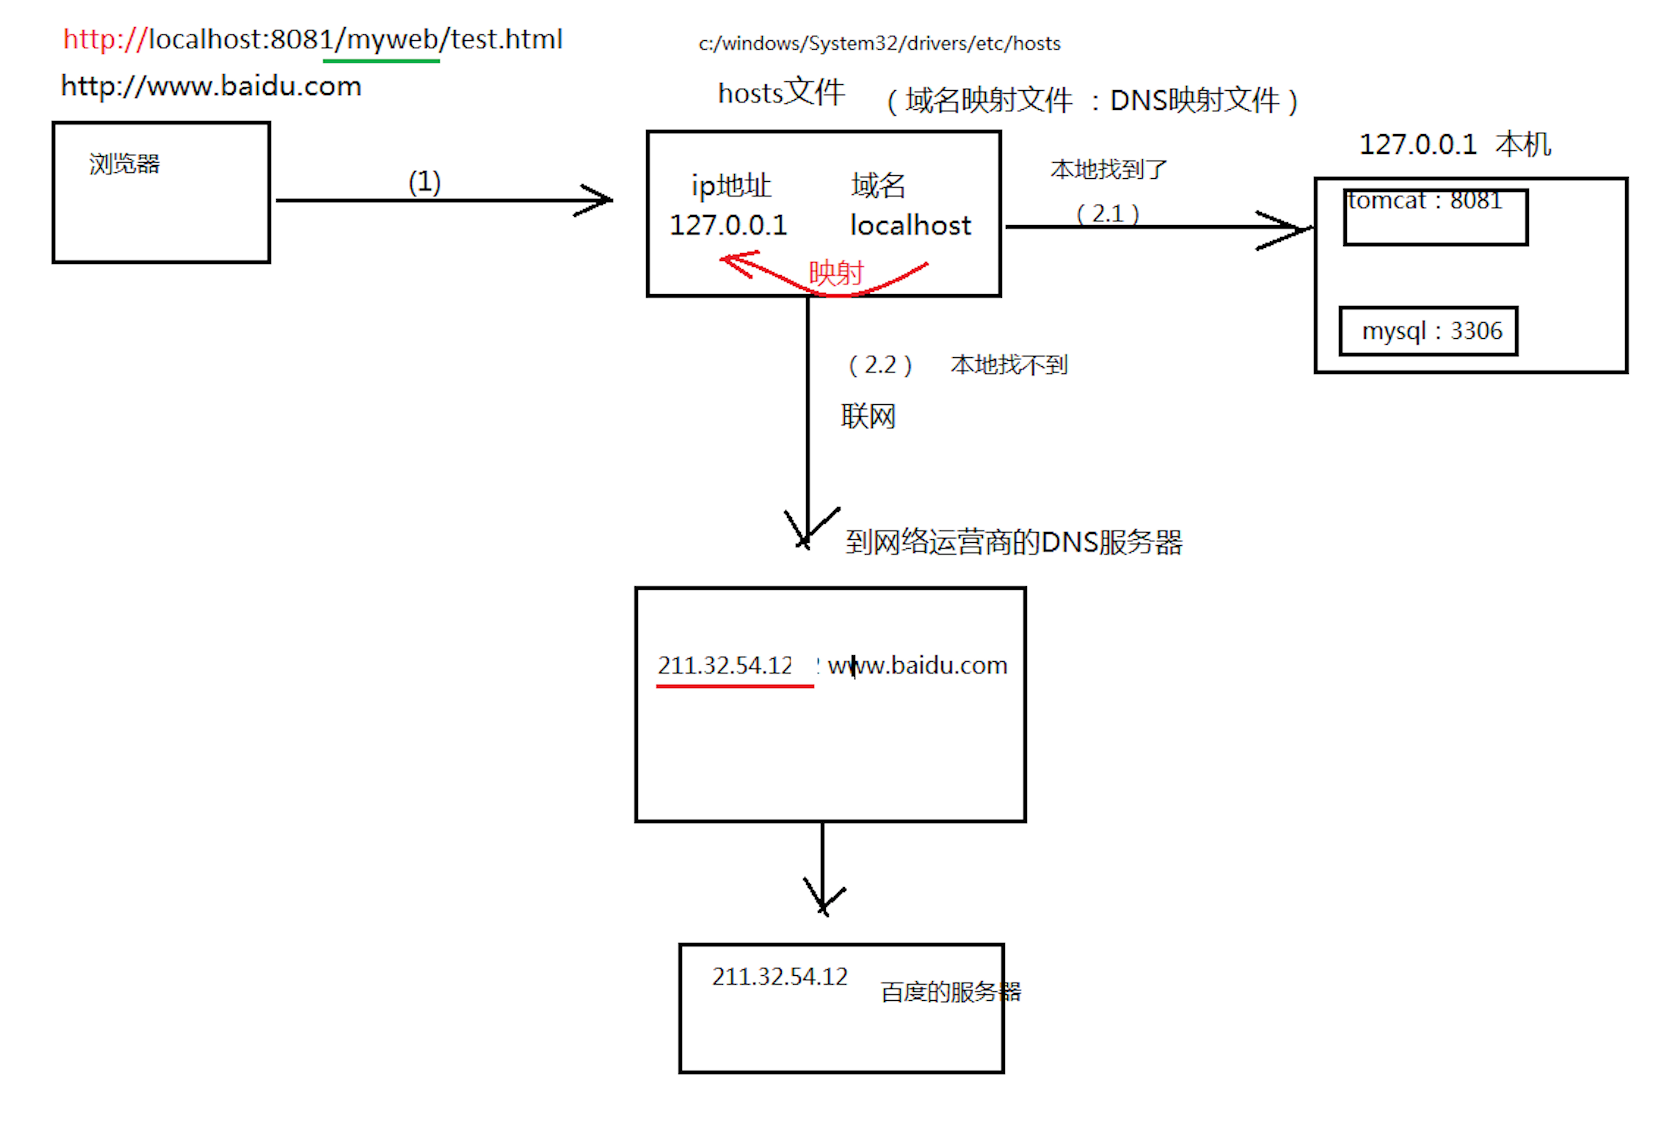 http://localhost:8081/myweb/test.html
http://www.baidu.com
浏览器
(1)
c:/windows/System32/drivers/etc/hosts
hosts文件 （域名映射文件 ：DNS映射文件）
ip地址 域名
127.0.0.1 localhost
映射
本地找到了
（2.1）
127.0.0.1 本机
tomcat：8081
mysql：3306
（2.2） 本地找不到
联网
到网络运营商的DNS服务器
211.32.54.12 www.baidu.com
211.32.54.12 百度的服务器